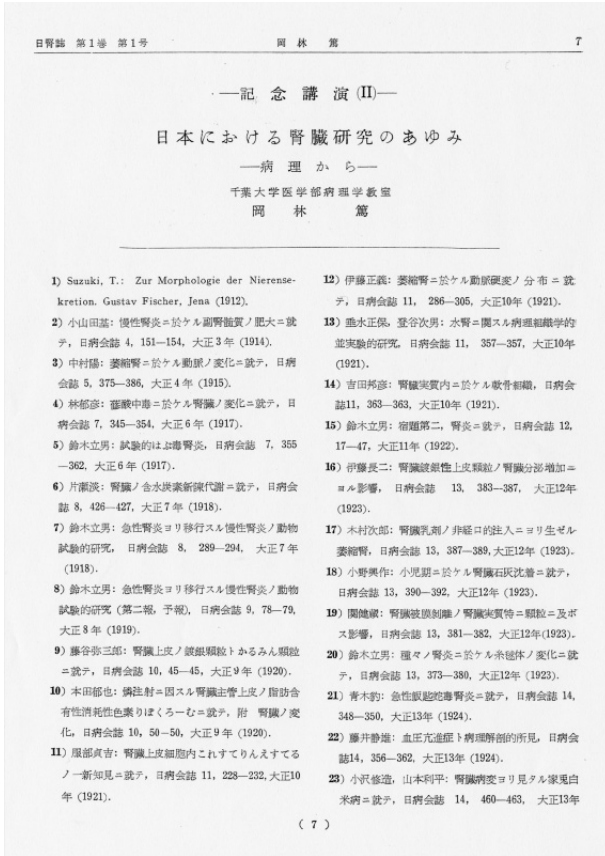 日腎誌 第1巻 第1号
岡林 篤
7
―記念講演(II)―
日本における腎臓研究のあゆみ
―病理から―
千葉大学医学部病理学教室
岡林 篤
1) Suzuki, T.: Zur Morphologie der Nierense-
kretion. Gustav Fischer, Jena (1912).
2) 小山田基: 慢性腎炎ニ於ケル副腎髄質ノ肥大ニ就
テ, 日病会誌 4, 151―154, 大正3年 (1914).
3) 中村陽: 萎縮腎ニ於ケル動脈ノ変化ニ就テ, 日病
会誌 5, 375―386, 大正4年 (1915).
4) 林郁彦: 蓚酸中毒ニ於ケル腎臓ノ変化ニ就テ, 日
病会誌 7, 345―354, 大正6年 (1917).
5) 鈴木立男: 試験的はぶ毒腎炎, 日病会誌 7, 355
―362, 大正6年 (1917).
6) 片瀬淡: 腎臓ノ含水炭素新陳代謝ニ就テ, 日病会
誌 8, 426―427, 大正7年 (1918).
7) 鈴木立男: 急性腎炎ヨリ移行スル慢性腎炎ノ動物
試験的研究, 日病会誌 8, 289―294, 大正7年
(1918).
8) 鈴木立男: 急性腎炎ヨリ移行スル慢性腎炎ノ動物
試験的研究 (第二報, 予報), 日病会誌 9, 78―79,
大正8年 (1919).
9) 藤谷弥三郎: 腎臓上皮ノ鍍銀顆粒トかるみん顆粒
ニ就テ, 日病会誌 10, 45―45, 大正9年 (1920).
10) 本田郁也: 燐注射ニ因スル腎臓主管上皮ノ脂肪含
有性消耗性色素りぽくろーむニ就テ, 附 腎臓ノ変
化, 日病会誌 10, 50―50, 大正9年 (1920).
11) 服部貞吉: 腎臓上皮細胞内これすてりんえすてる
ノ一新知見ニ就テ, 日病会誌 11, 228―232, 大正10
年 (1921).
12) 伊藤正義: 萎縮腎ニ於ケル動脈硬変ノ分布ニ就
テ, 日病会誌 11, 286―305, 大正10年 (1921).
13) 垂水正保, 登谷次男: 水腎ニ関スル病理組織学的
並実験的研究, 日病会誌 11, 357―357, 大正10年
(1921).
14) 吉田邦彦: 腎臓実質内ニ於ケル軟骨組織, 日病会
誌11, 363―363, 大正10年 (1921).
15) 鈴木立男: 宿題第二, 腎炎ニ就テ, 日病会誌 12,
17―47, 大正11年 (1922).
16) 伊藤長二: 腎臓鍍銀性上皮顆粒ノ腎臓分泌増加ニ
ヨル影響, 日病会誌 13, 383―387, 大正12年
(1923).
17) 木村次郎: 腎臓乳剤ノ非経口的注入ニヨリ生ゼル
萎縮腎, 日病会誌 13, 387―389, 大正12年 (1923).
18) 小野興作: 小児期ニ於ケル腎臓石灰沈着ニ就テ,
日病会誌 13, 390―392, 大正12年 (1923).
19) 関健蔵: 腎臓被膜剥離ノ腎臓実質特ニ顆粒ニ及ボ
ス影響, 日病会誌 13, 381―382, 大正12年(1923).
20) 鈴木立男: 種々ノ腎炎ニ於ケル糸毬体ノ変化ニ就
テ, 日病会誌 13, 373―380, 大正12年 (1923).
21) 青木豹: 急性飯匙蛇毒腎炎ニ就テ, 日病会誌 14,
348―350, 大正13年 (1924).
22) 藤井静雄: 血圧亢進症ト病理解剖的所見, 日病会
誌14, 356―362, 大正13年 (1924).
23) 小沢修造, 山本利平: 腎臓病変ヨリ見タル家兎白
米病ニ就テ, 日病会誌 14, 460―463, 大正13年
( 7 )